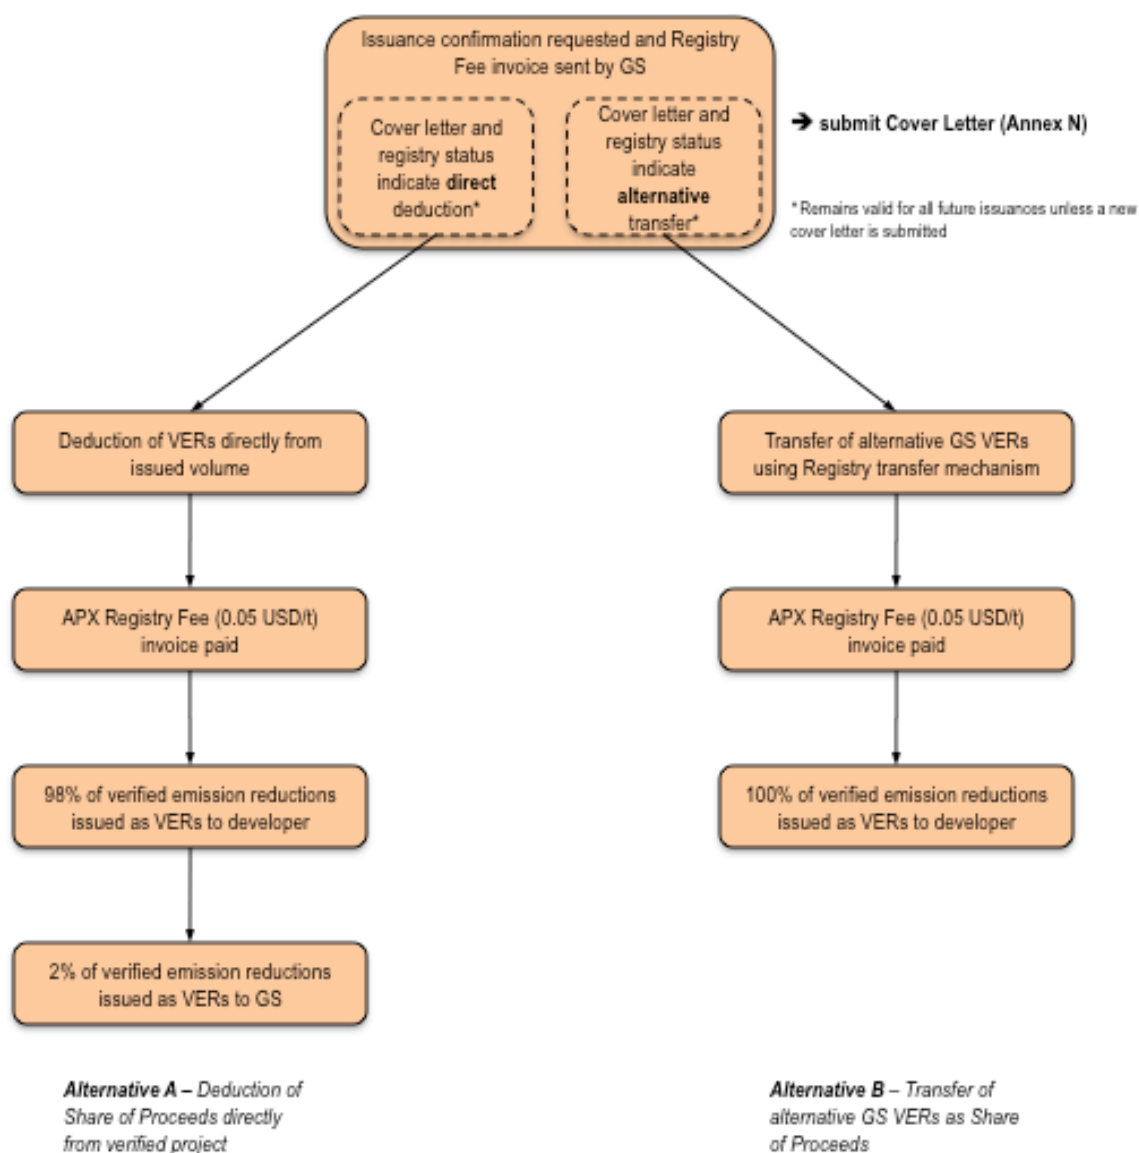 Issuance confirmation requested and Registry
Fee invoice sent by GS
Cover letter and
registry status
indicate direct
deduction*
Cover letter and
registry status
indicate
alternative
transfer*
➔ submit Cover Letter (Annex N)
* Remains valid for all future issuances unless a new
cover letter is submitted
Deduction of VERs directly from
issued volume
Transfer of alternative GS VERs
using Registry transfer mechanism
APX Registry Fee (0.05 USD/t)
invoice paid
APX Registry Fee (0.05 USD/t)
invoice paid
98% of verified emission reductions
issued as VERs to developer
100% of verified emission reductions
issued as VERs to developer
2% of verified emission reductions
issued as VERs to GS
Alternative A – Deduction of
Share of Proceeds directly
from verified project
Alternative B – Transfer of
alternative GS VERs as Share
of Proceeds